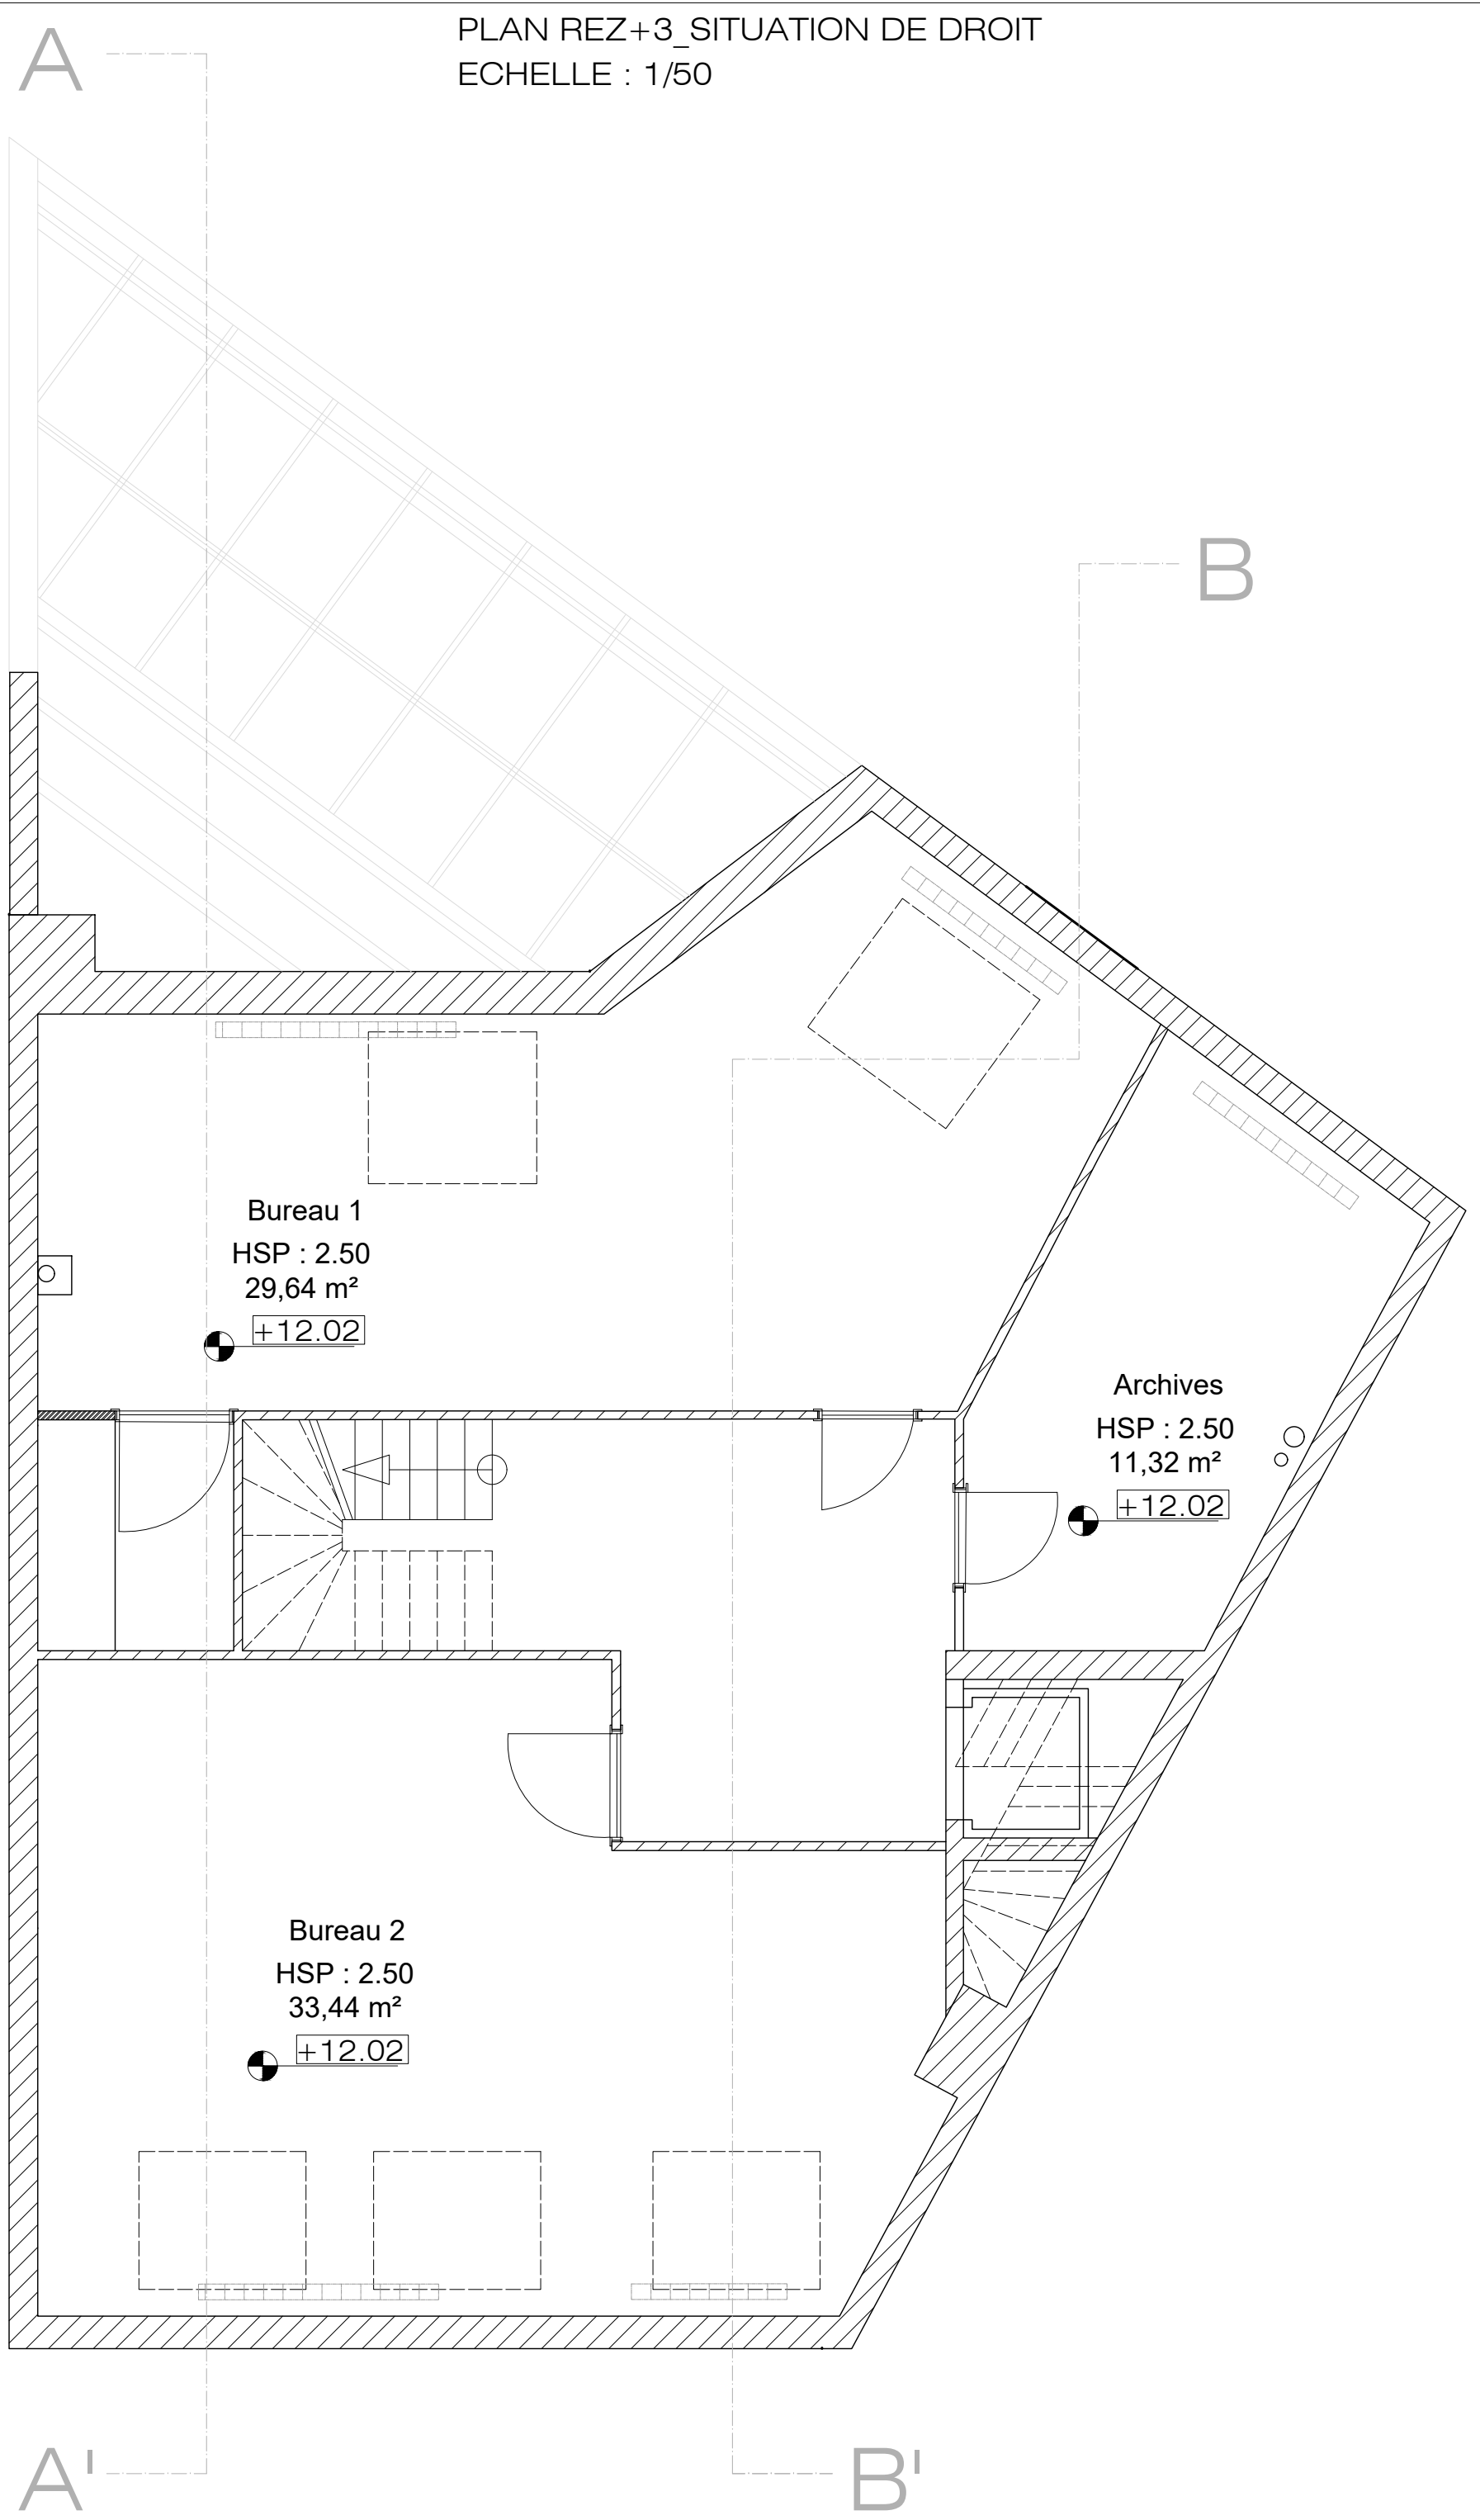 PLAN REZ+3_SITUATION DE DROIT
ECHELLE : 1/50
A
B
Bureau 1
HSP : 2.50
29,64 m²
+12.02
Archives
HSP : 2.50
11,32 m²
+12.02
Bureau 2
HSP : 2.50
33,44 m²
+12.02
A'
B'